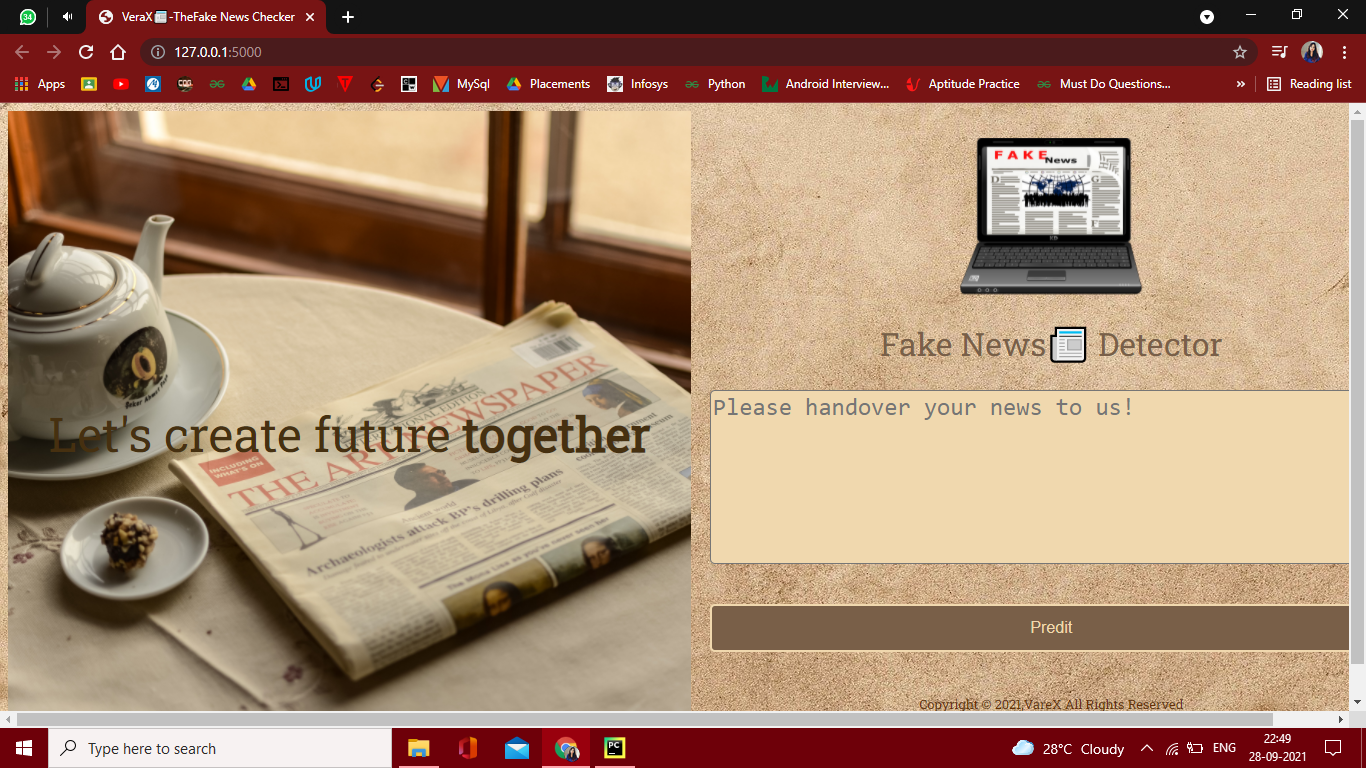 34
VeraX📰-TheFake News Checker
127.0.0.1:5000
Apps
MySql
Placements
Infosys
Python
Android Interview...
Aptitude Practice
Must Do Questions...
»
Reading list
FAKE
News
Fake News📰 Detector
Please handover your news to us!
Let's create future together
INCLUDING
WHAT'S ON
EDITION
THE ART NEWSPAPER
Archaeologists attack BP's drilling plans
Predit
Copyright © 2021,VareX All Rights Reserved
Type here to search
PC
28°C Cloudy
ENG
22:49
28-09-2021